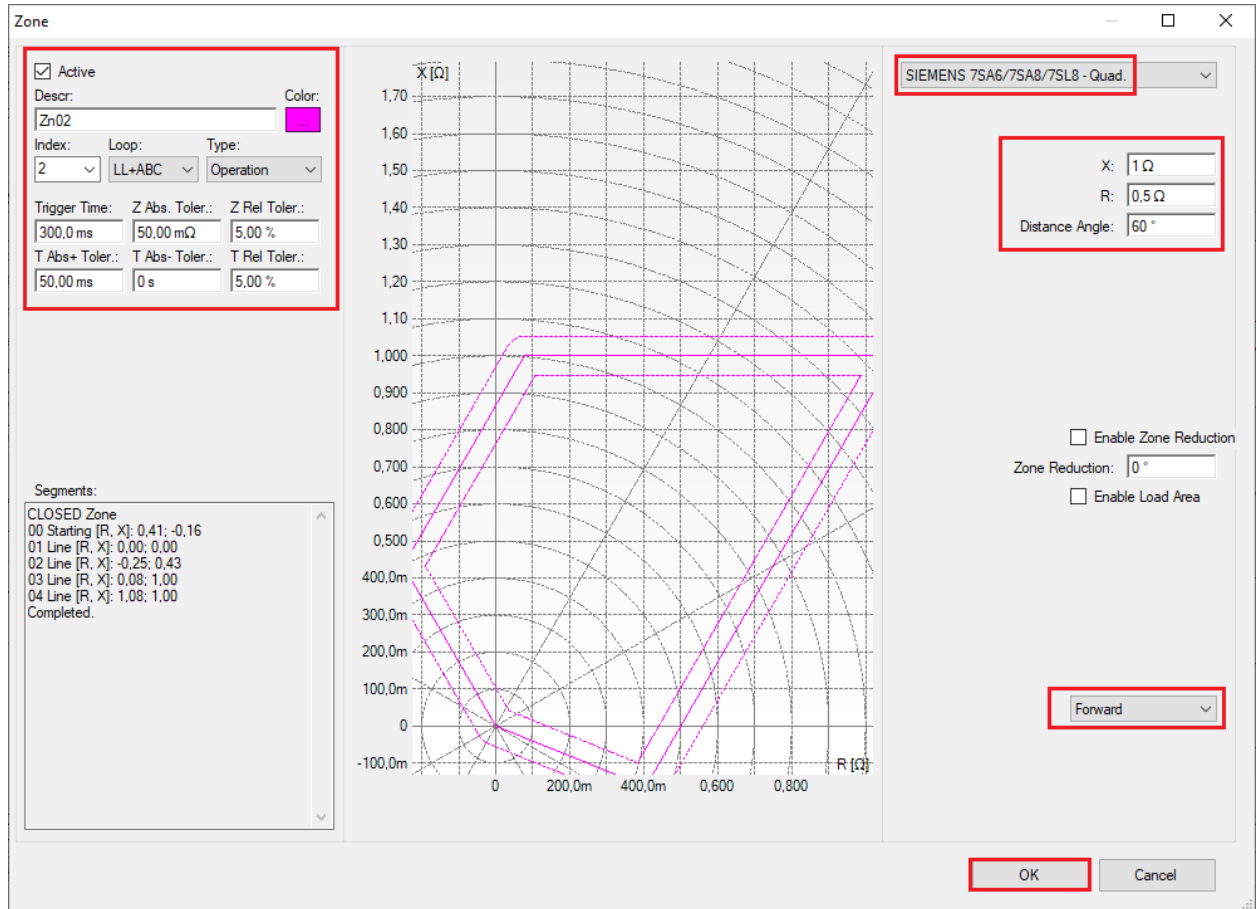 Zone
Active
Descr: Color:
Zn02 ...
Index: Loop: Type:
2 LL+ABC Operation
Trigger Time: Z Abs. Toler.: Z Rel Toler.:
300,0 ms 50,00 mΩ 5,00 %
T Abs+ Toler.: T Abs- Toler.: T Rel Toler.:
50,00 ms 0 s 5,00 %
Segments:
CLOSED Zone
00 Starting [R, X]: 0,41; -0,16
01 Line [R, X]: 0,00; 0,00
02 Line [R, X]: -0,25; 0,43
03 Line [R, X]: 0,08; 1,00
04 Line [R, X]: 1,08; 1,00
Completed.
X [Ω]
1,70
1,60
1,50
1,40
1,30
1,20
1,10
1,000
0,900
0,800
0,700
0,600
0,500
400,0m
300,0m
200,0m
100,0m
0
-100,0m
R [Ω]
0 200,0m 400,0m 0,600 0,800
SIEMENS 7SA6/7SA8/7SL8 - Quad.
X: 1 Ω
R: 0,5 Ω
Distance Angle: 60 °
Enable Zone Reduction
Zone Reduction: 0 °
Enable Load Area
Forward
OK Cancel